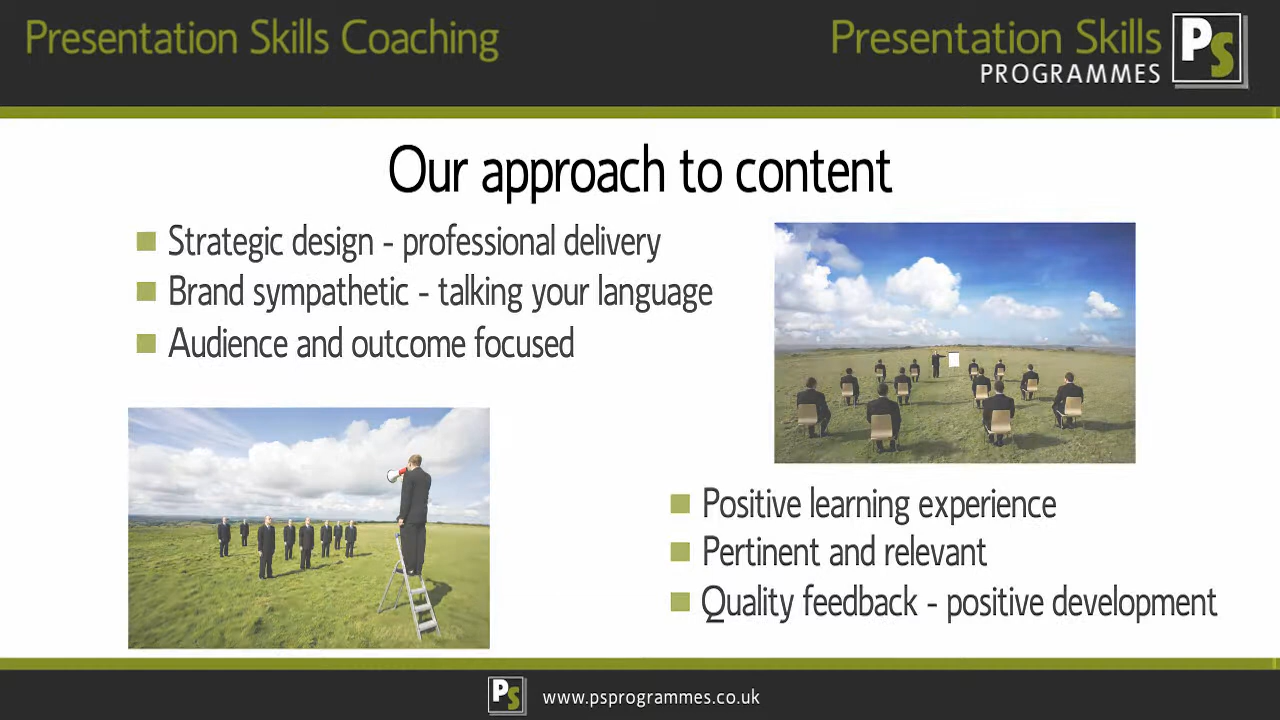 Presentation Skills Coaching
Presentation Skills
PROGRAMMES
PS
Our approach to content
Strategic design - professional delivery
Brand sympathetic - talking your language
Audience and outcome focused
Positive learning experience
Pertinent and relevant
Quality feedback - positive development
PS
www.psprogrammes.co.uk